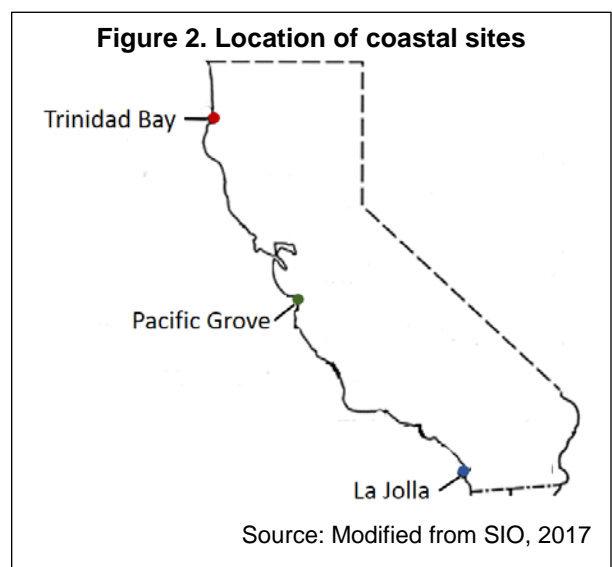 Figure 2. Location of coastal sites
Trinidad Bay
Pacific Grove
La Jolla
Source: Modified from SIO, 2017